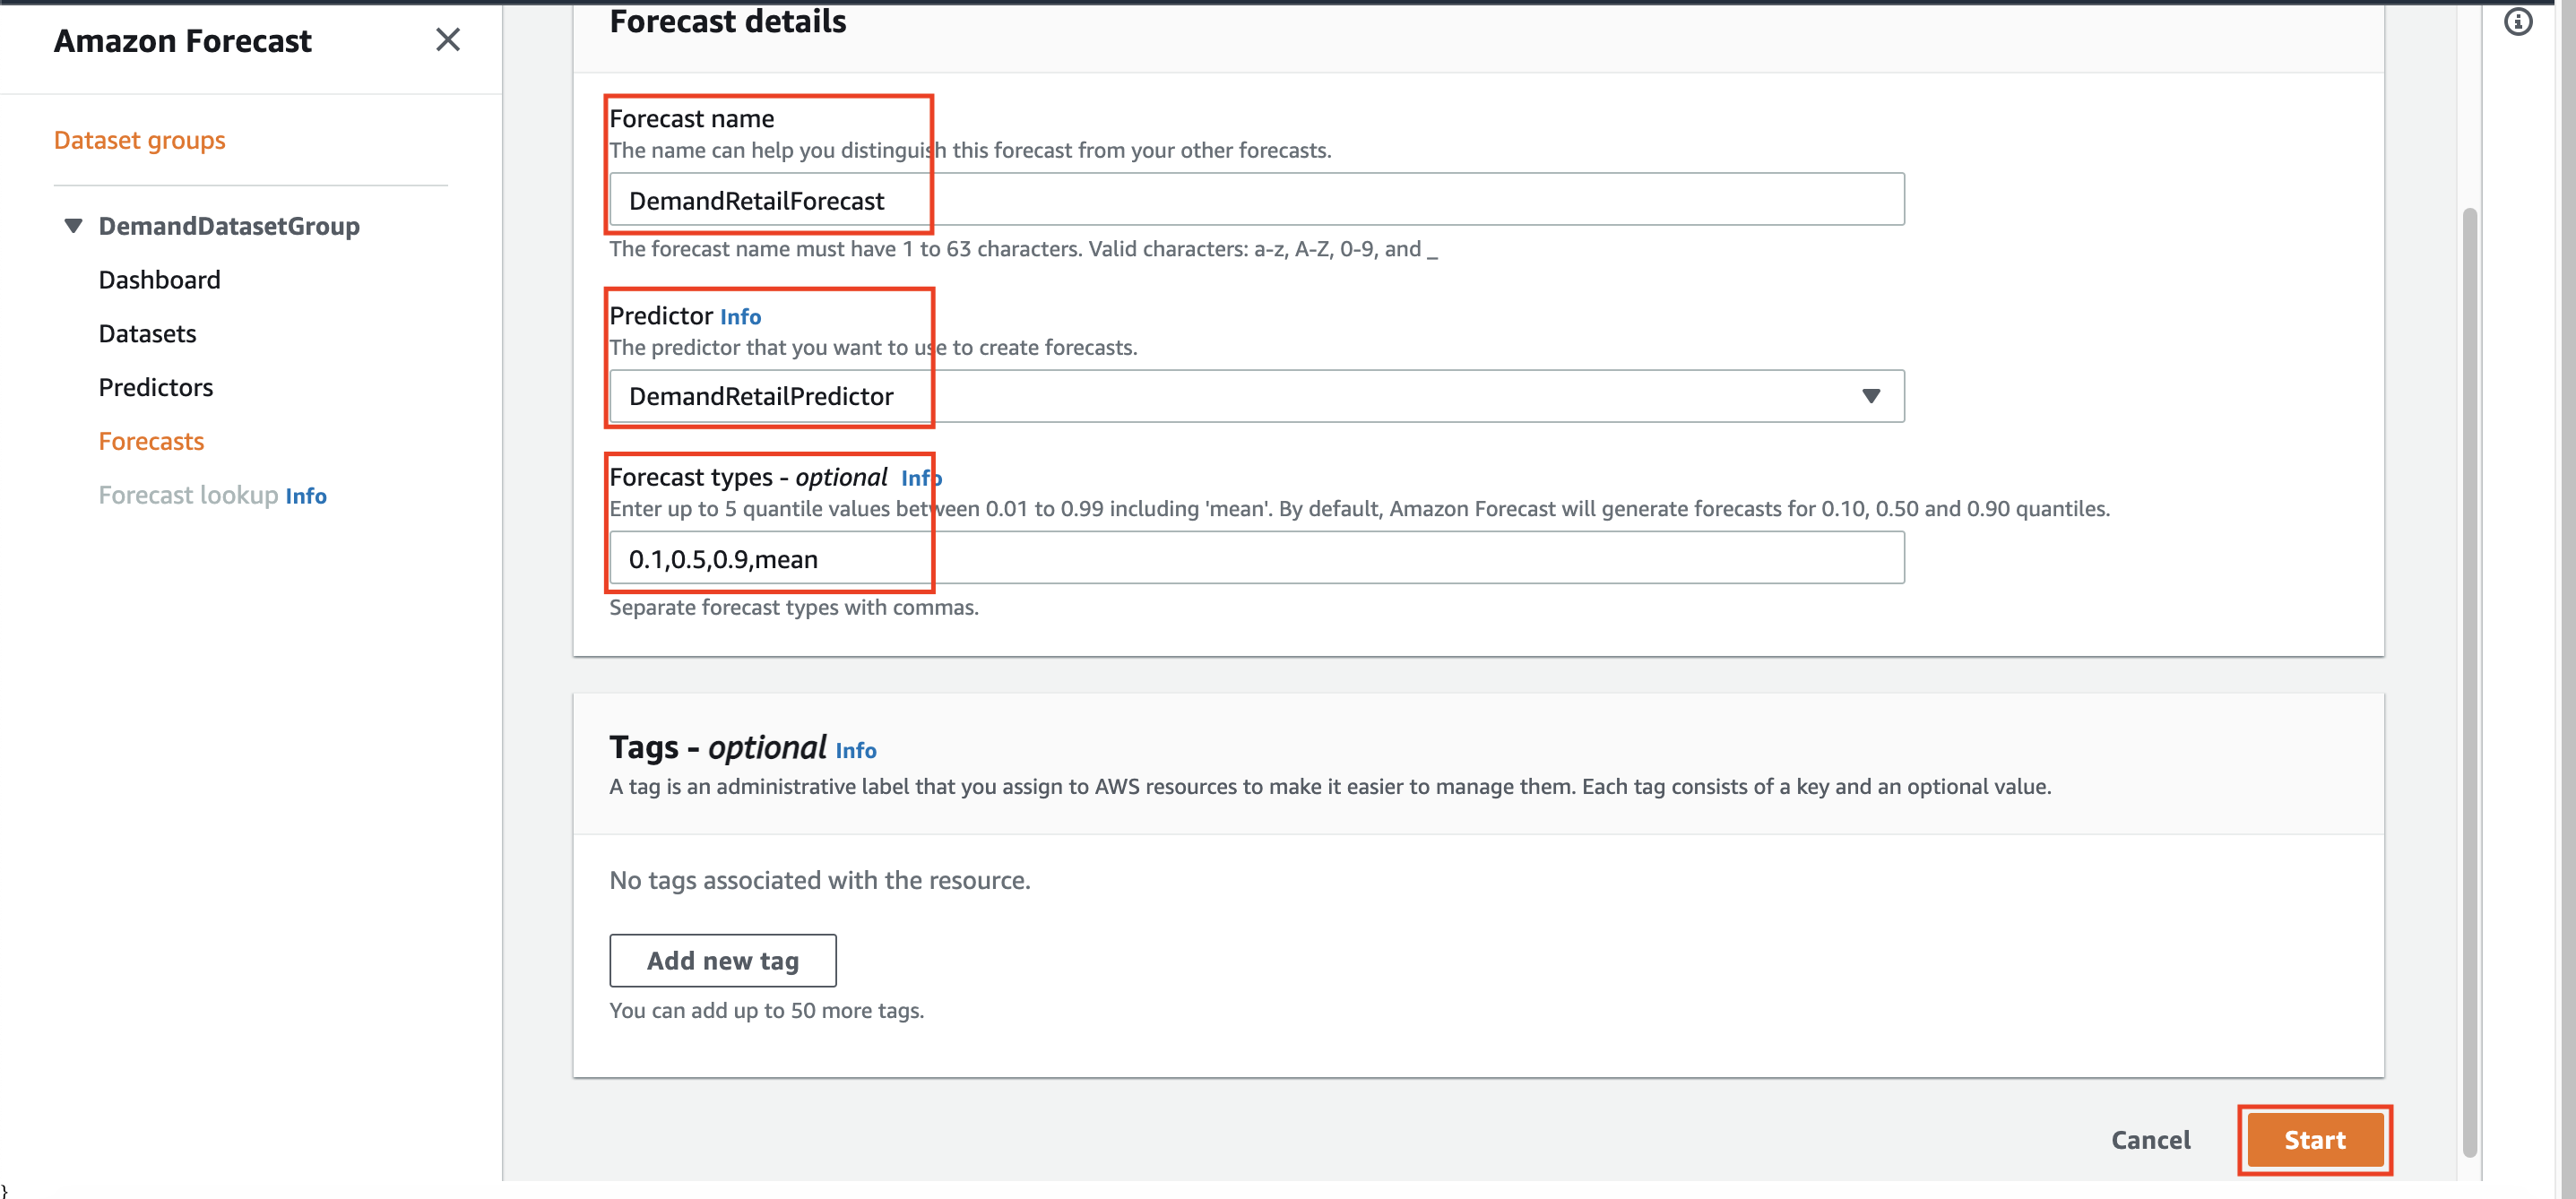 Amazon Forecast
Dataset groups
DemandDatasetGroup
Dashboard
Datasets
Predictors
Forecasts
Forecast lookup Info
Forecast details
Forecast name
The name can help you distinguish this forecast from your other forecasts.
DemandRetailForecast
The forecast name must have 1 to 63 characters. Valid characters: a-z, A-Z, 0-9, and _
Predictor Info
The predictor that you want to use to create forecasts.
DemandRetailPredictor
Forecast types - optional Info
Enter up to 5 quantile values between 0.01 to 0.99 including 'mean'. By default, Amazon Forecast will generate forecasts for 0.10, 0.50 and 0.90 quantiles.
0.1,0.5,0.9,mean
Separate forecast types with commas.
Tags - optional Info
A tag is an administrative label that you assign to AWS resources to make it easier to manage them. Each tag consists of a key and an optional value.
No tags associated with the resource.
Add new tag
You can add up to 50 more tags.
Cancel
Start
}